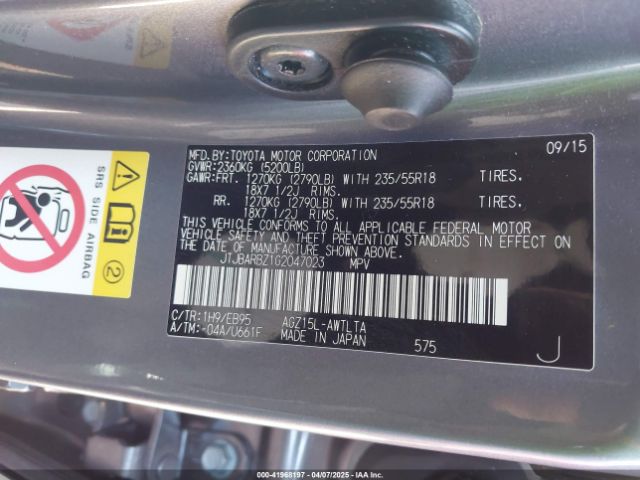 MFD.BY:TOYOTA MOTOR CORPORATION 09/15
GVWR:2360KG (5200LB)
GAWR:FRT. 1270KG (2790LB) WITH 235/55R18 TIRES.
18X7 1/2J RIMS.
RR. 1270KG (2790LB) WITH 235/55R18 TIRES.
18X7 1/2J RIMS.
THIS VEHICLE CONFORMS TO ALL APPLICABLE FEDERAL MOTOR
VEHICLE SAFETY AND THEFT PREVENTION STANDARDS IN EFFECT ON
THE DATE OF MANUFACTURE SHOWN ABOVE.
JTJBARBZ1G2047023 MPV
C/TR:1H9/EB95 AGZ15L-AWTLTA
A/TM:-04A/U661F MADE IN JAPAN 575 J
SRS SIDE AIRBAG
2
000-41968197 - 04/07/2025 - IAAI